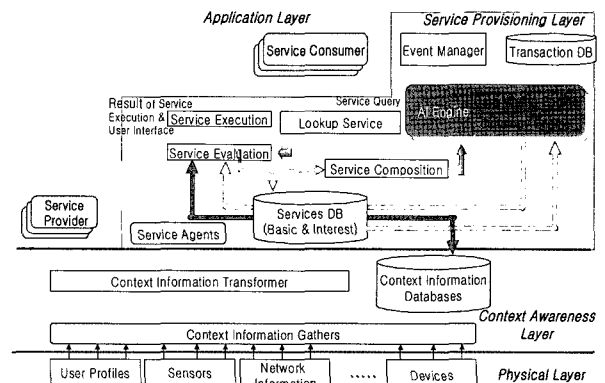 Application Layer
Service Provisioning Layer
Service Consumer
Event Manager
Transaction DB
Result of Service
Execution &
User Interface
Service Execution
Service Query
Lookup Service
AI Engine
Service Evaluation
Service Composition
Service
Provider
Service Agents
Services DB
(Basic & Interest)
Context Information Transformer
Context Information
Databases
Context Awareness
Layer
Context Information Gathers
User Profiles
Sensors
Network
Information
.....
Devices
Physical Layer